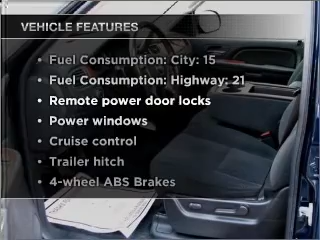 VEHICLE FEATURES
• Fuel Consumption: City: 15
• Fuel Consumption: Highway: 21
• Remote power door locks
• Power windows
• Cruise control
• Trailer hitch
• 4-wheel ABS Brakes